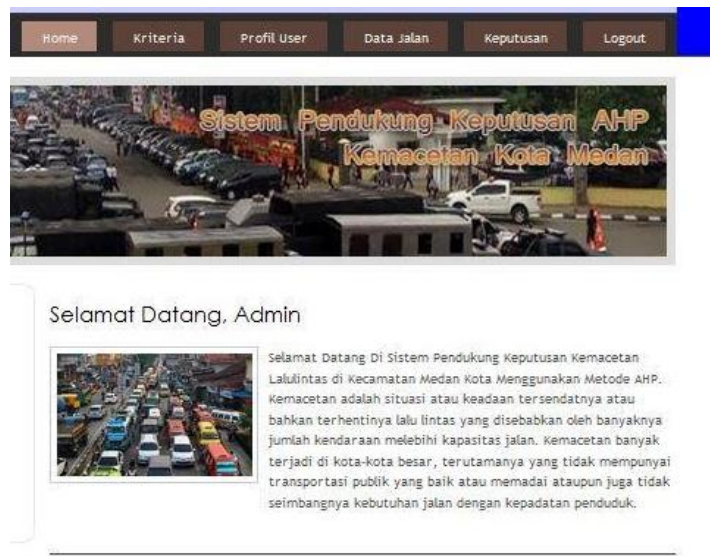 Home Kriteria Profil User Data Jalan Keputusan Logout
Sistem Pendukung Keputusan AHP
Kemacetan Kota Medan
Selamat Datang, Admin
Selamat Datang Di Sistem Pendukung Keputusan Kemacetan
Lalulintas di Kecamatan Medan Kota Menggunakan Metode AHP.
Kemacetan adalah situasi atau keadaan tersendatnya atau
bahkan terhentinya lalu lintas yang disebabkan oleh banyaknya
jumlah kendaraan melebihi kapasitas jalan. Kemacetan banyak
terjadi di kota-kota besar, terutamanya yang tidak mempunyai
transportasi publik yang baik atau memadai ataupun juga tidak
seimbangnya kebutuhan jalan dengan kepadatan penduduk.